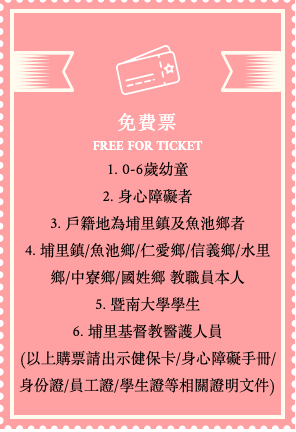 免費票
FREE FOR TICKET
1. 0-6歲幼童
2. 身心障礙者
3. 戶籍地為埔里鎮及魚池鄉者
4. 埔里鎮/魚池鄉/仁愛鄉/信義鄉/水里
鄉/中寮鄉/國姓鄉 教職員本人
5. 暨南大學學生
6. 埔里基督教醫護人員
(以上購票請出示健保卡/身心障礙手冊/
身份證/員工證/學生證等相關證明文件)